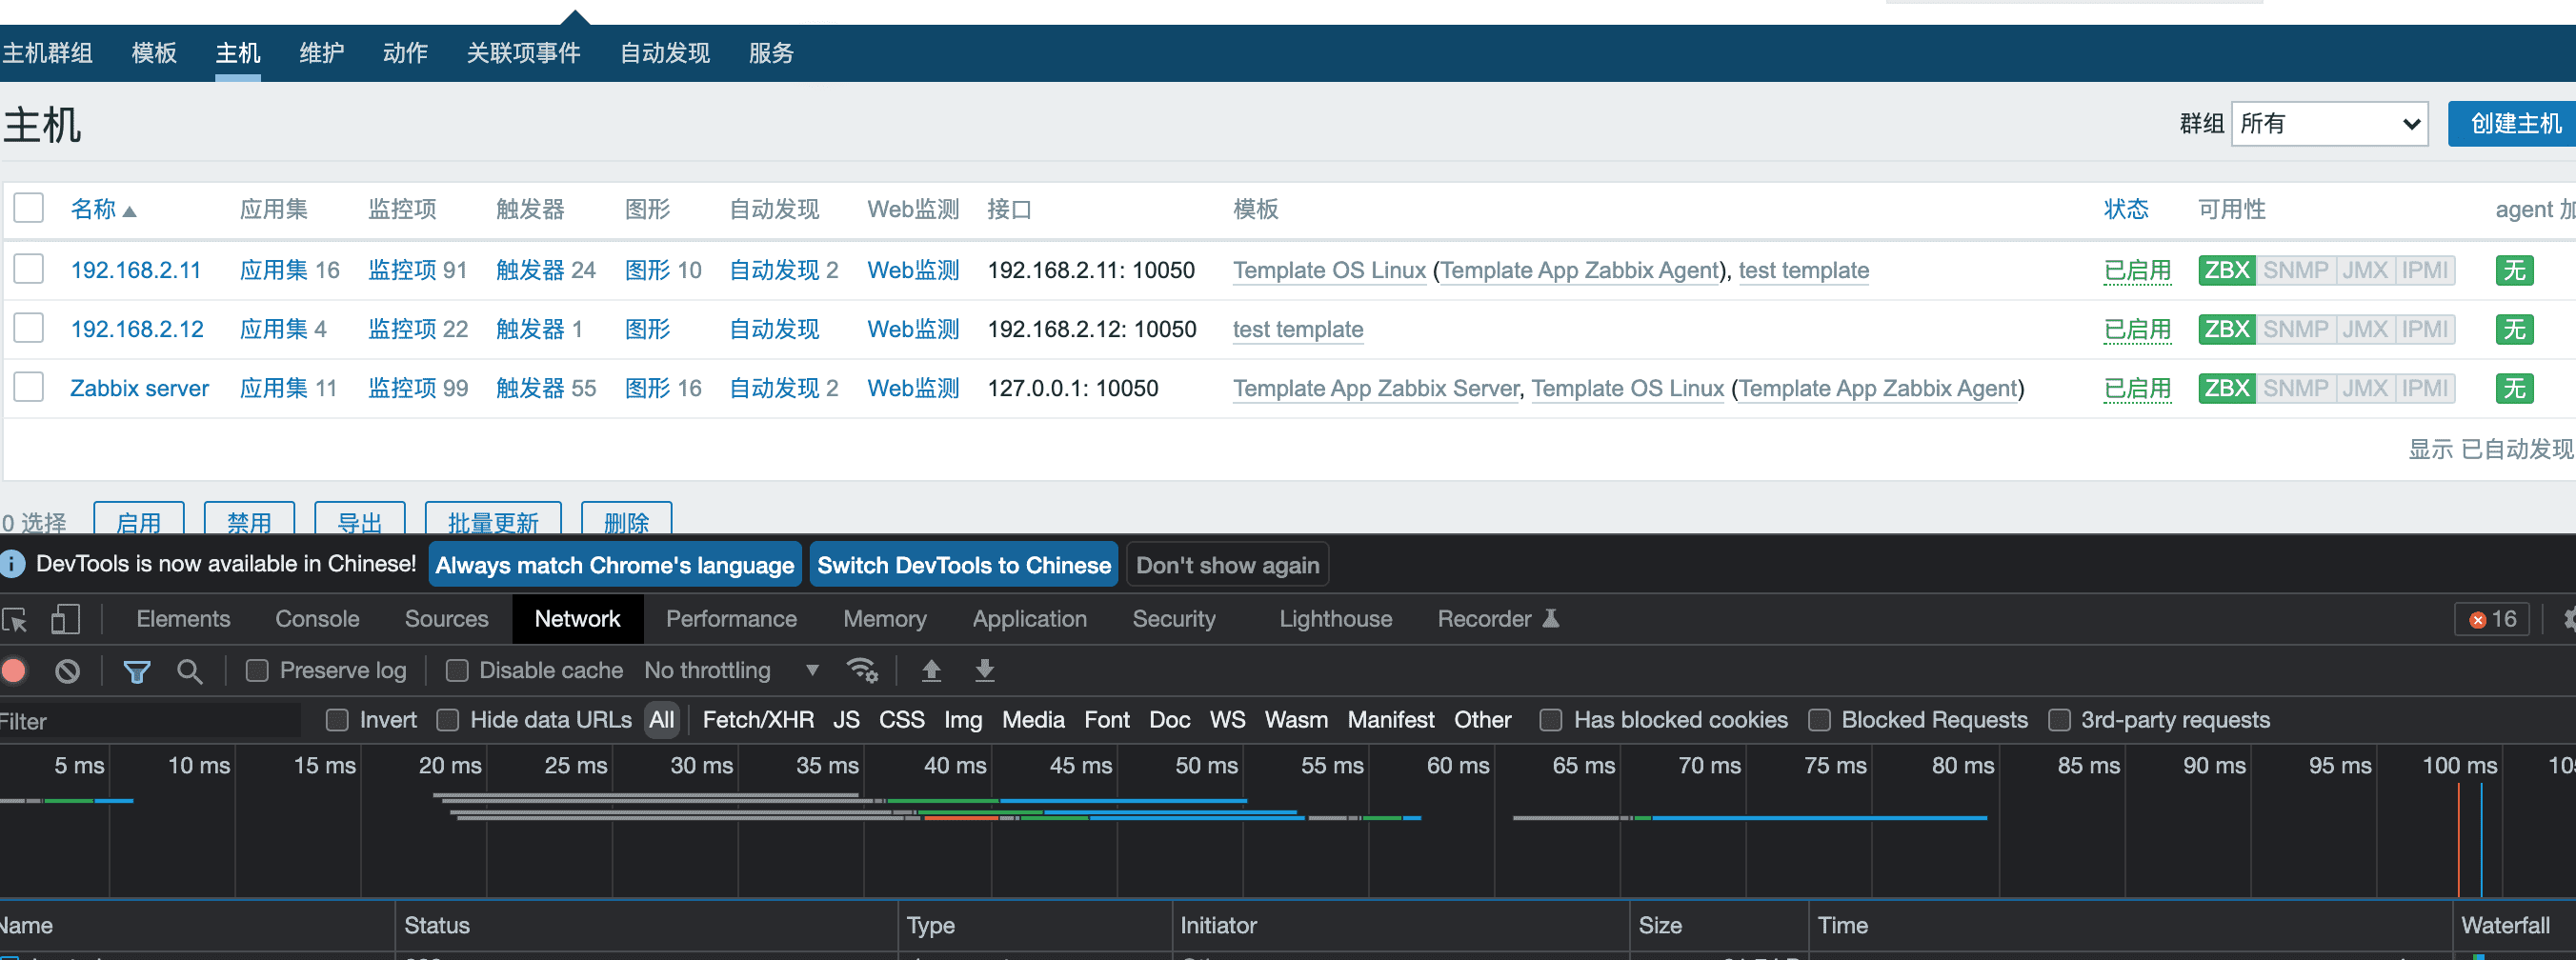 主机群组 模板 主机 维护 动作 关联项事件 自动发现 服务
主机 群组 所有 创建主机
名称 应用集 监控项 触发器 图形 自动发现 Web监测 接口 模板 状态 可用性 agent
192.168.2.11 应用集 16 监控项 91 触发器 24 图形 10 自动发现 2 Web监测 192.168.2.11: 10050 Template OS Linux (Template App Zabbix Agent), test template 已启用 ZBX SNMP JMX IPMI 无
192.168.2.12 应用集 4 监控项 22 触发器 1 图形 自动发现 Web监测 192.168.2.12: 10050 test template 已启用 ZBX SNMP JMX IPMI 无
Zabbix server 应用集 11 监控项 99 触发器 55 图形 16 自动发现 2 Web监测 127.0.0.1: 10050 Template App Zabbix Server, Template OS Linux (Template App Zabbix Agent) 已启用 ZBX SNMP JMX IPMI 无
显示 已自动发现
0 选择 启用 禁用 导出 批量更新 删除
DevTools is now available in Chinese! Always match Chrome's language Switch DevTools to Chinese Don't show again
Elements Console Sources Network Performance Memory Application Security Lighthouse Recorder 16
Preserve log Disable cache No throttling
Filter Invert Hide data URLs All Fetch/XHR JS CSS Img Media Font Doc WS Wasm Manifest Other Has blocked cookies Blocked Requests 3rd-party requests
5 ms 10 ms 15 ms 20 ms 25 ms 30 ms 35 ms 40 ms 45 ms 50 ms 55 ms 60 ms 65 ms 70 ms 75 ms 80 ms 85 ms 90 ms 95 ms 100 ms
Name Status Type Initiator Size Time Waterfall